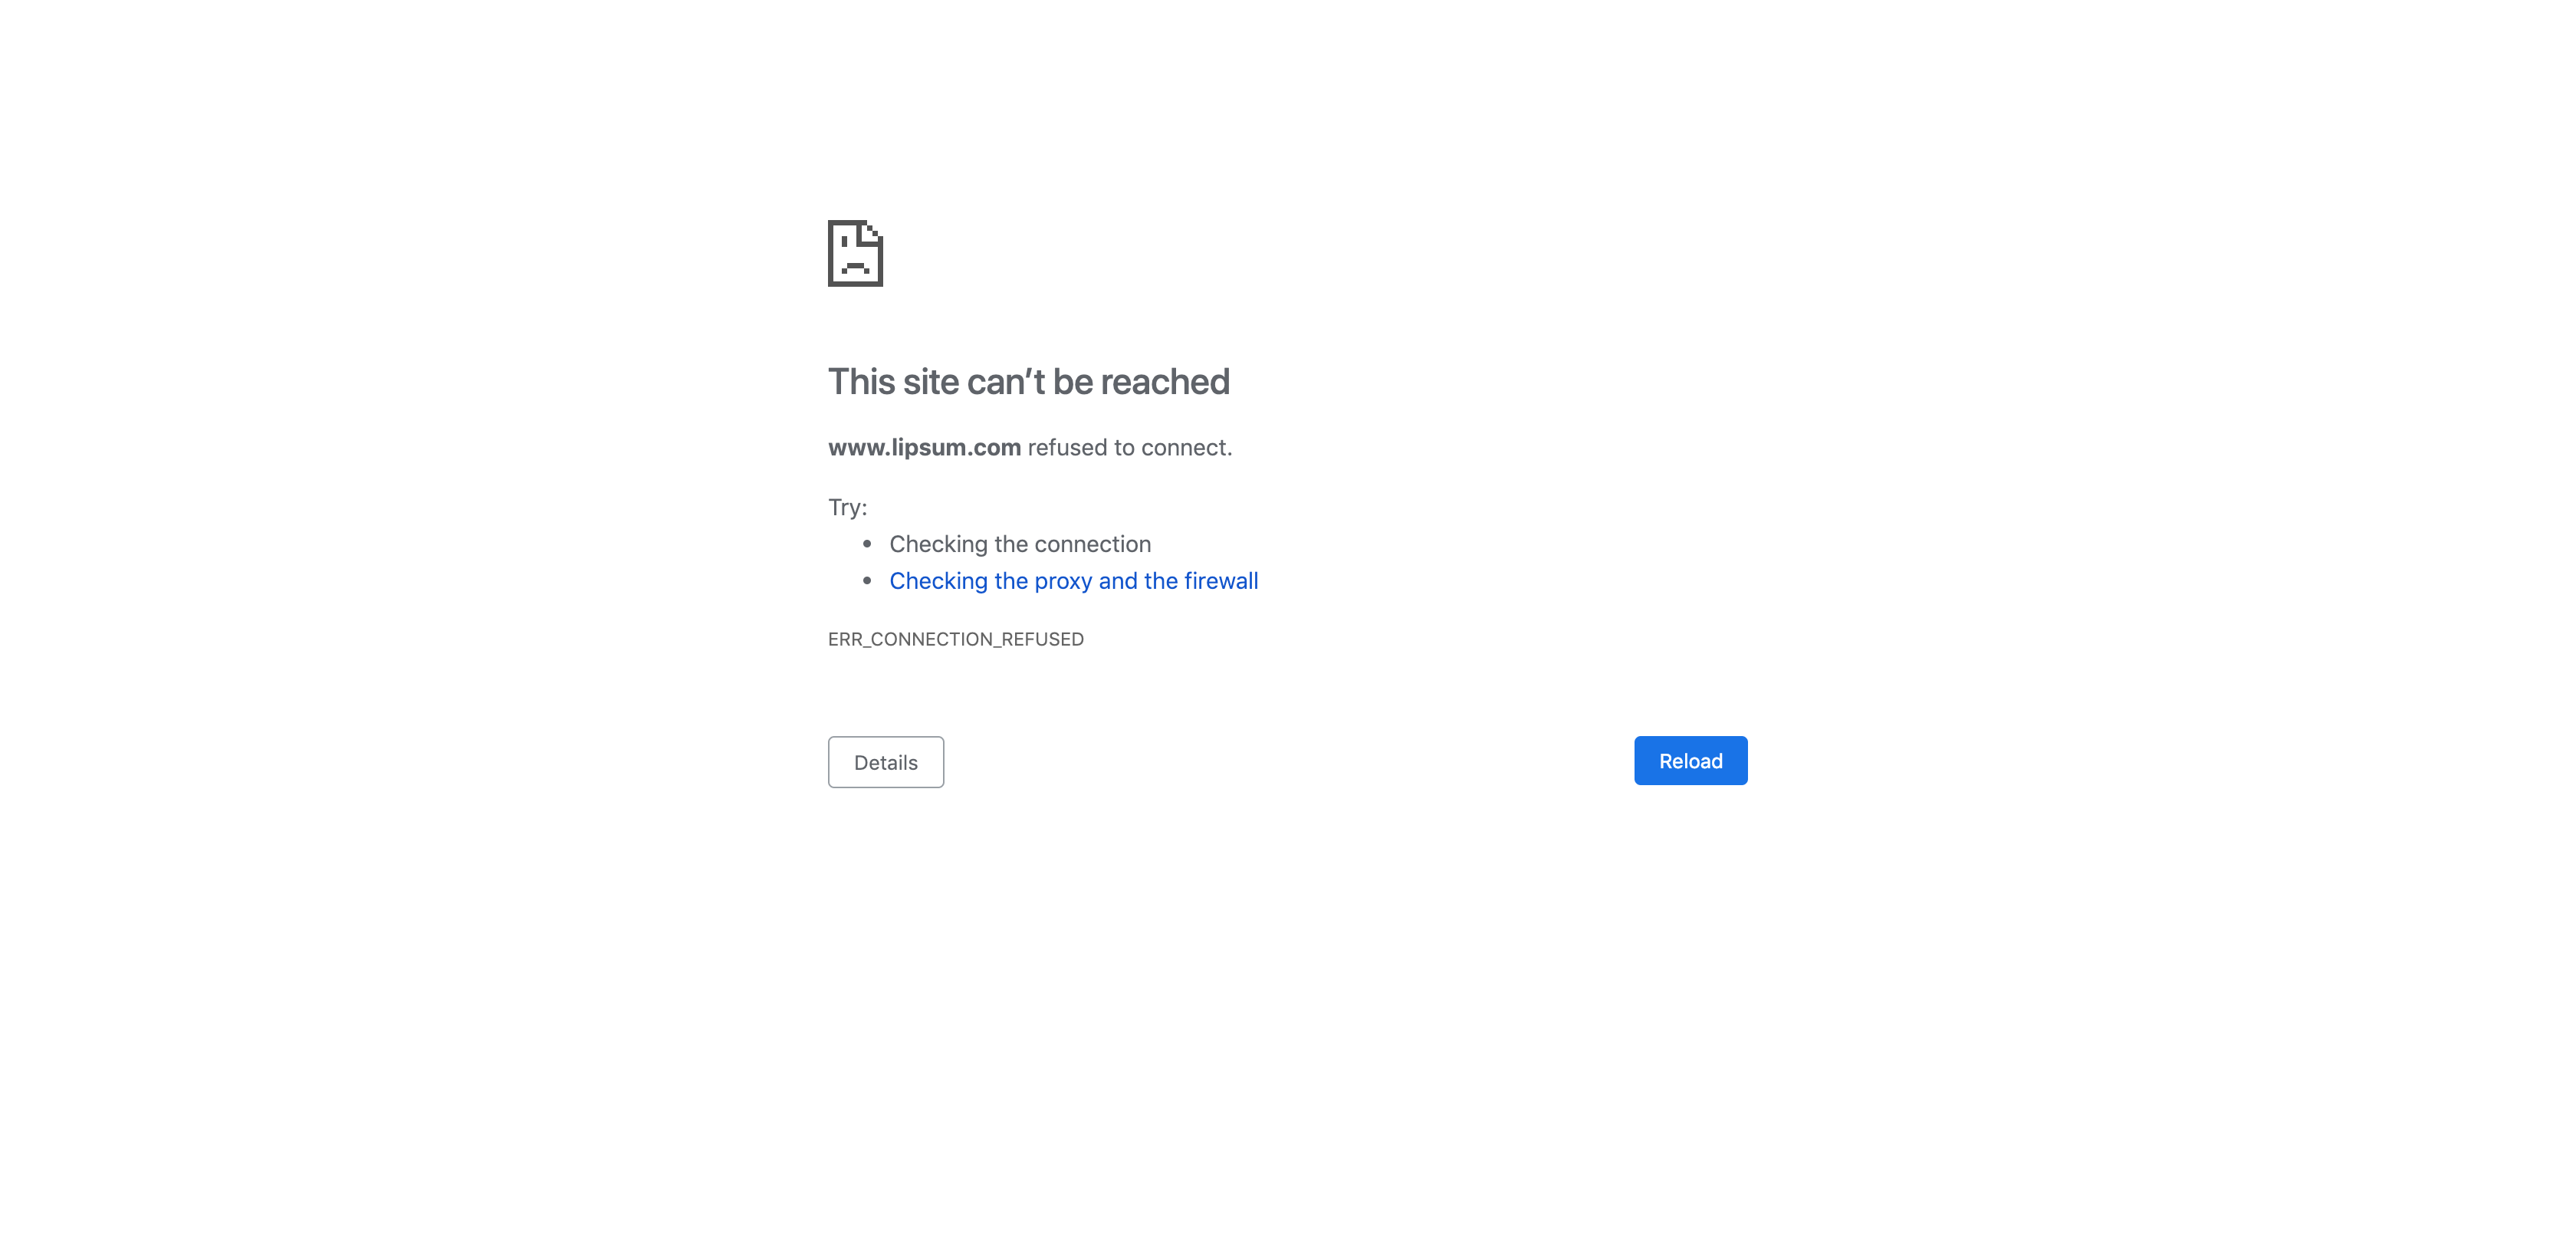 This site can’t be reached
www.lipsum.com refused to connect.
Try:
• Checking the connection
• Checking the proxy and the firewall
ERR_CONNECTION_REFUSED
Details
Reload